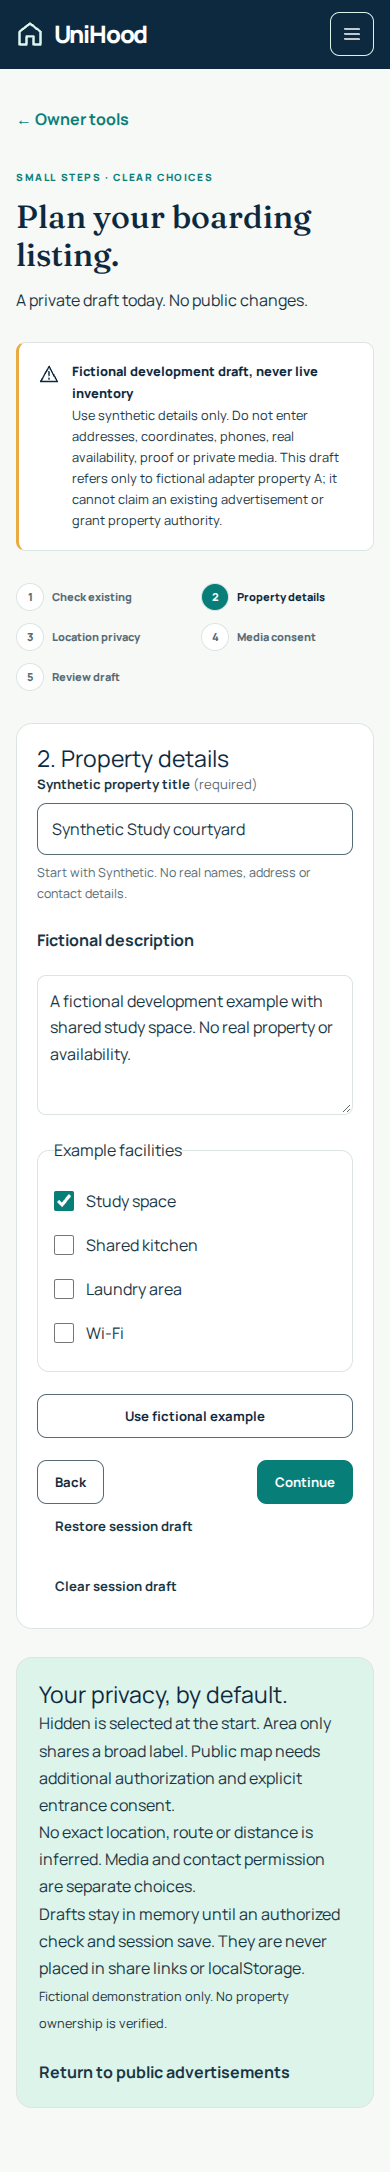 UniHood
← Owner tools
SMALL STEPS · CLEAR CHOICES
Plan your boarding
listing.
A private draft today. No public changes.
Fictional development draft, never live
inventory
Use synthetic details only. Do not enter
addresses, coordinates, phones, real
availability, proof or private media. This draft
refers only to fictional adapter property A; it
cannot claim an existing advertisement or
grant property authority.
1 Check existing
2 Property details
3 Location privacy
4 Media consent
5 Review draft
2. Property details
Synthetic property title (required)
Synthetic Study courtyard
Start with Synthetic. No real names, address or
contact details.
Fictional description
A fictional development example with
shared study space. No real property or
availability.
Example facilities
Study space
Shared kitchen
Laundry area
Wi-Fi
Use fictional example
Back
Continue
Restore session draft
Clear session draft
Your privacy, by default.
Hidden is selected at the start. Area only
shares a broad label. Public map needs
additional authorization and explicit
entrance consent.
No exact location, route or distance is
inferred. Media and contact permission
are separate choices.
Drafts stay in memory until an authorized
check and session save. They are never
placed in share links or localStorage.
Fictional demonstration only. No property
ownership is verified.
Return to public advertisements